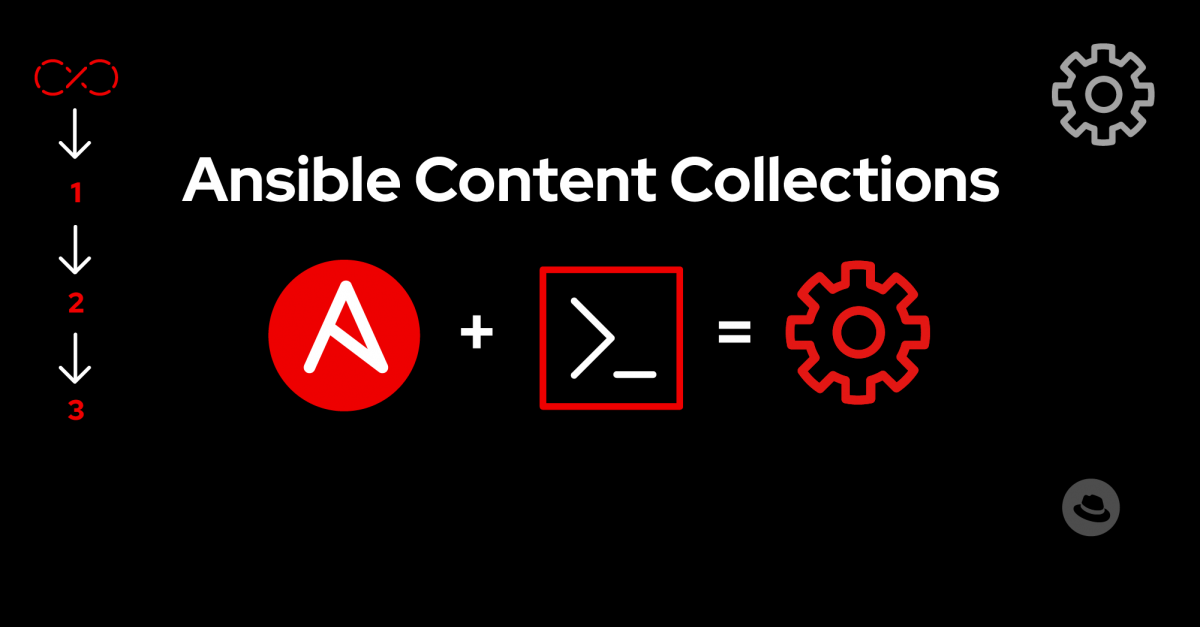 1
2
3
Ansible Content Collections
+ >_ =